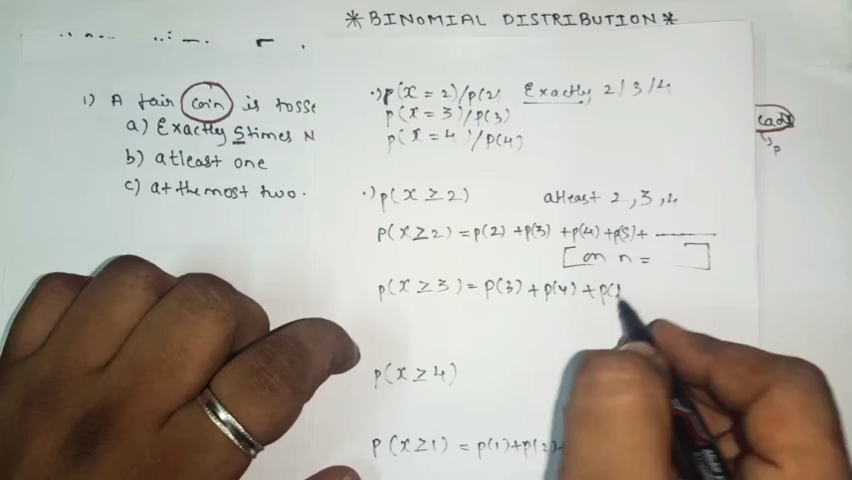 *BINOMIAL DISTRIBUTION*
1) A fair coin is tosse
a) Exactly 5times N
b) atleast one
c) at the most two.
·) p(x = 2)/p(2) Exactly 2/3/4
p(x = 3)/p(3)
p(x = 4)/p(4)
·) p(x ≥ 2) atleast 2, 3, 4
p(x ≥ 2) = p(2) + p(3) + p(4) + p(5) +
[on n = ]
p(x ≥ 3) = p(3) + p(4) + p(
p(x ≥ 4)
p(x ≥ 1) = p(1) + p(2) +
ead
p